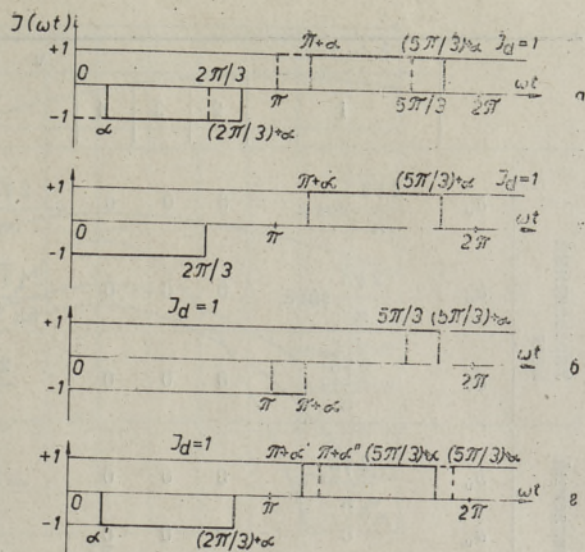 J(ωt)
+1 π+α (5π/3)+α J_d=1
0 2π/3 ωt
π 5π/3 2π
-1 α (2π/3)+α
+1 π+α (5π/3)+α J_d=1
0 π ωt
2π
-1 2π/3
J_d=1 5π/3 (5π/3)+α
+1
0 ωt
2π
-1 π π+α
б
J_d=1 π+α' π+α" (5π/3)+α (5π/3)+α
+1
0 π ωt
2π
-1 α' (2π/3)+α
г